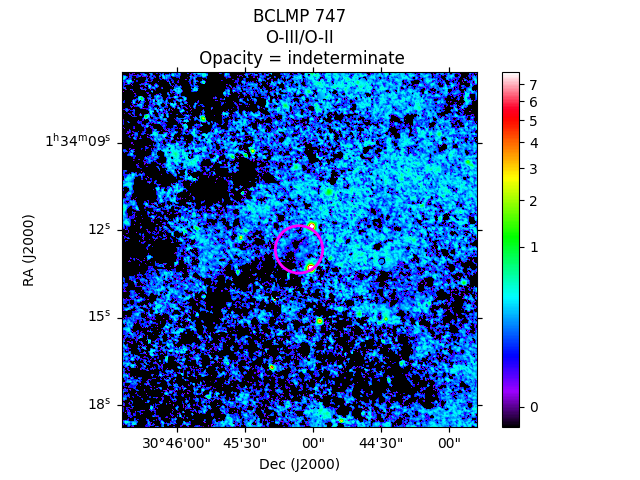 BCLMP 747
O-III/O-II
Opacity = indeterminate
7
6
5
4
3
2
1
0
1h34m09s
12s
15s
18s
RA (J2000)
30°46'00" 45'30" 00" 44'30" 00"
Dec (J2000)